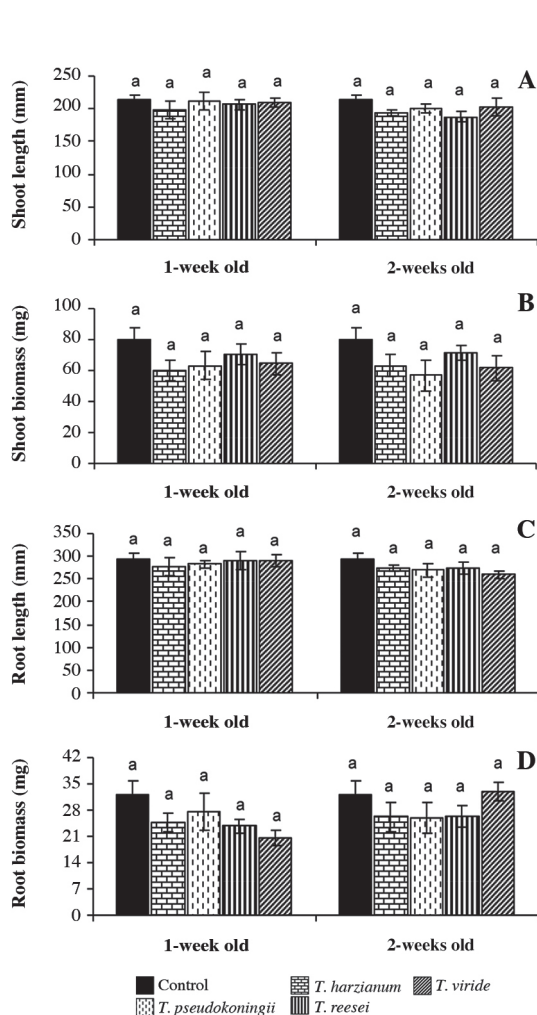 a a a a a a a a a a A
Shoot length (mm)
250
200
150
100
50
0
1-week old 2-weeks old
a a a a a a a a a a B
Shoot biomass (mg)
100
80
60
40
20
0
1-week old 2-weeks old
a a a a a a a a a a C
Root length (mm)
350
300
250
200
150
100
50
0
1-week old 2-weeks old
a a a a a a a a a a D
Root biomass (mg)
42
35
28
21
14
7
0
1-week old 2-weeks old
Control T. harzianum T. viride
T. pseudokoningii T. reesei